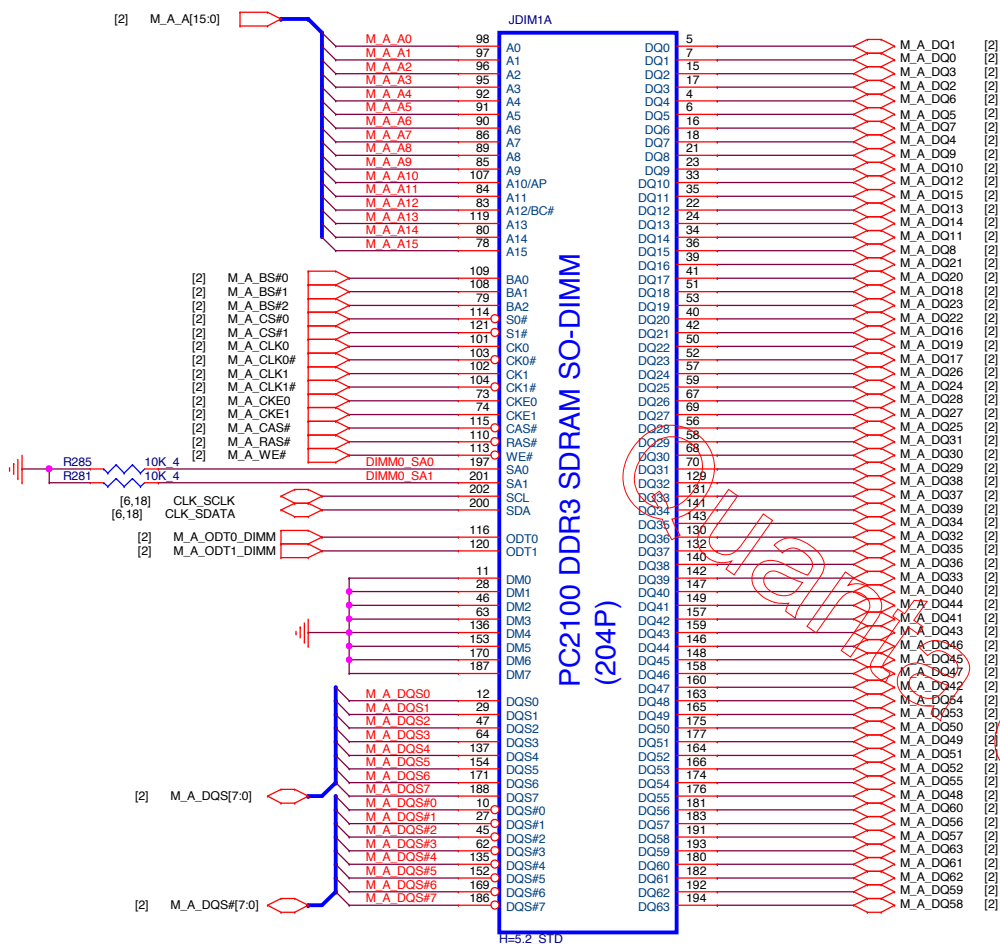 [2] M_A_A[15:0] JDIM1A
M_A_A0 98 A0 DQ0 5 M_A_DQ1 [2]
M_A_A1 97 A1 DQ1 7 M_A_DQ0 [2]
M_A_A2 96 A2 DQ2 15 M_A_DQ3 [2]
M_A_A3 95 A3 DQ3 17 M_A_DQ2 [2]
M_A_A4 92 A4 DQ4 4 M_A_DQ6 [2]
M_A_A5 91 A5 DQ5 6 M_A_DQ5 [2]
M_A_A6 90 A6 DQ6 16 M_A_DQ7 [2]
M_A_A7 86 A7 DQ7 18 M_A_DQ4 [2]
M_A_A8 89 A8 DQ8 21 M_A_DQ9 [2]
M_A_A9 85 A9 DQ9 23 M_A_DQ10 [2]
M_A_A10 107 A10/AP DQ10 33 M_A_DQ12 [2]
M_A_A11 84 A11 DQ11 35 M_A_DQ15 [2]
M_A_A12 83 A12/BC# DQ12 22 M_A_DQ13 [2]
M_A_A13 119 A13 DQ13 24 M_A_DQ14 [2]
M_A_A14 80 A14 DQ14 34 M_A_DQ11 [2]
M_A_A15 78 A15 DQ15 36 M_A_DQ8 [2]
DQ16 39 M_A_DQ21 [2]
[2] M_A_BS#0 109 BA0 DQ17 41 M_A_DQ20 [2]
[2] M_A_BS#1 108 BA1 DQ18 51 M_A_DQ18 [2]
[2] M_A_BS#2 79 BA2 DQ19 53 M_A_DQ23 [2]
[2] M_A_CS#0 114 S0# DQ20 40 M_A_DQ22 [2]
[2] M_A_CS#1 121 S1# DQ21 42 M_A_DQ16 [2]
[2] M_A_CLK0 101 CK0 DQ22 50 M_A_DQ19 [2]
[2] M_A_CLK0# 103 CK0# DQ23 52 M_A_DQ17 [2]
[2] M_A_CLK1 102 CK1 DQ24 57 M_A_DQ26 [2]
[2] M_A_CLK1# 104 CK1# DQ25 59 M_A_DQ24 [2]
[2] M_A_CKE0 73 CKE0 DQ26 67 M_A_DQ28 [2]
[2] M_A_CKE1 74 CKE1 DQ27 69 M_A_DQ27 [2]
[2] M_A_CAS# 115 CAS# DQ28 56 M_A_DQ25 [2]
[2] M_A_RAS# 110 RAS# DQ29 58 M_A_DQ31 [2]
[2] M_A_WE# 113 WE# DQ30 68 M_A_DQ30 [2]
R285 10K_4 DIMM0_SA0 197 SA0 DQ31 70 M_A_DQ29 [2]
R281 10K_4 DIMM0_SA1 201 SA1 DQ32 129 M_A_DQ38 [2]
[6,18] CLK_SCLK 202 SCL DQ33 131 M_A_DQ37 [2]
[6,18] CLK_SDATA 200 SDA DQ34 141 M_A_DQ39 [2]
DQ35 143 M_A_DQ34 [2]
[2] M_A_ODT0_DIMM 116 ODT0 DQ36 130 M_A_DQ32 [2]
[2] M_A_ODT1_DIMM 120 ODT1 DQ37 132 M_A_DQ35 [2]
DQ38 140 M_A_DQ36 [2]
11 DM0 DQ39 142 M_A_DQ33 [2]
28 DM1 DQ40 147 M_A_DQ40 [2]
46 DM2 DQ41 149 M_A_DQ44 [2]
63 DM3 DQ42 157 M_A_DQ41 [2]
136 DM4 DQ43 159 M_A_DQ43 [2]
153 DM5 DQ44 146 M_A_DQ46 [2]
170 DM6 DQ45 148 M_A_DQ45 [2]
187 DM7 DQ46 158 M_A_DQ47 [2]
DQ47 160 M_A_DQ42 [2]
M_A_DQS0 12 DQS0 DQ48 163 M_A_DQ54 [2]
M_A_DQS1 29 DQS1 DQ49 165 M_A_DQ53 [2]
M_A_DQS2 47 DQS2 DQ50 175 M_A_DQ50 [2]
M_A_DQS3 64 DQS3 DQ51 177 M_A_DQ49 [2]
M_A_DQS4 137 DQS4 DQ52 164 M_A_DQ51 [2]
M_A_DQS5 154 DQS5 DQ53 166 M_A_DQ52 [2]
M_A_DQS6 171 DQS6 DQ54 174 M_A_DQ55 [2]
[2] M_A_DQS[7:0] M_A_DQS7 188 DQS7 DQ55 176 M_A_DQ48 [2]
M_A_DQS#0 10 DQS#0 DQ56 181 M_A_DQ60 [2]
M_A_DQS#1 27 DQS#1 DQ57 183 M_A_DQ56 [2]
M_A_DQS#2 45 DQS#2 DQ58 191 M_A_DQ57 [2]
M_A_DQS#3 62 DQS#3 DQ59 193 M_A_DQ63 [2]
M_A_DQS#4 135 DQS#4 DQ60 180 M_A_DQ61 [2]
M_A_DQS#5 152 DQS#5 DQ61 182 M_A_DQ62 [2]
M_A_DQS#6 169 DQS#6 DQ62 192 M_A_DQ59 [2]
[2] M_A_DQS#[7:0] M_A_DQS#7 186 DQS#7 DQ63 194 M_A_DQ58 [2]
PC2100 DDR3 SDRAM SO-DIMM
(204P)
H=5.2_STD
Quanta